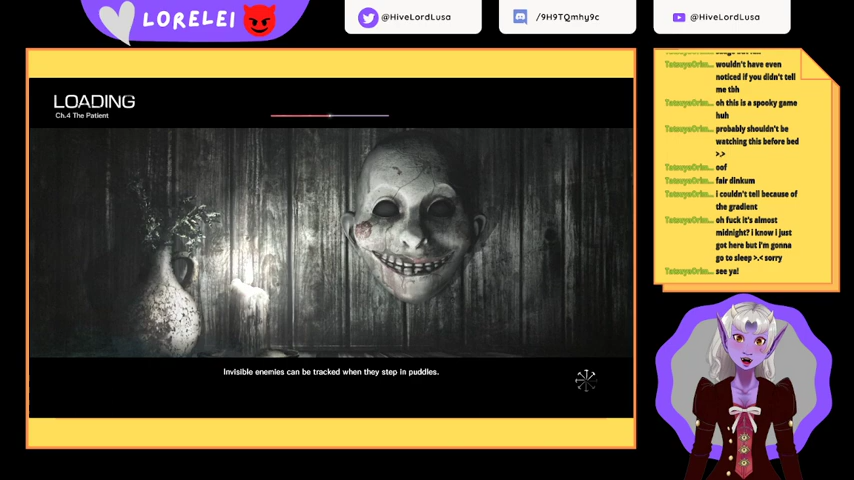 LORELEI
@HiveLordLusa
/9H9TQmhy9c
@HiveLordLusa
LOADING
Ch.4 The Patient
Invisible enemies can be tracked when they step in puddles.
wouldn't have even
noticed if you didn't tell
me tbh
oh this is a spooky game
huh
probably shouldn't be
watching this before bed
>.>
oof
fair dinkum
i couldn't tell because of
the gradient
oh fuck it's almost
midnight? i know i just
got here but i'm gonna
go to sleep >.< sorry
see ya!